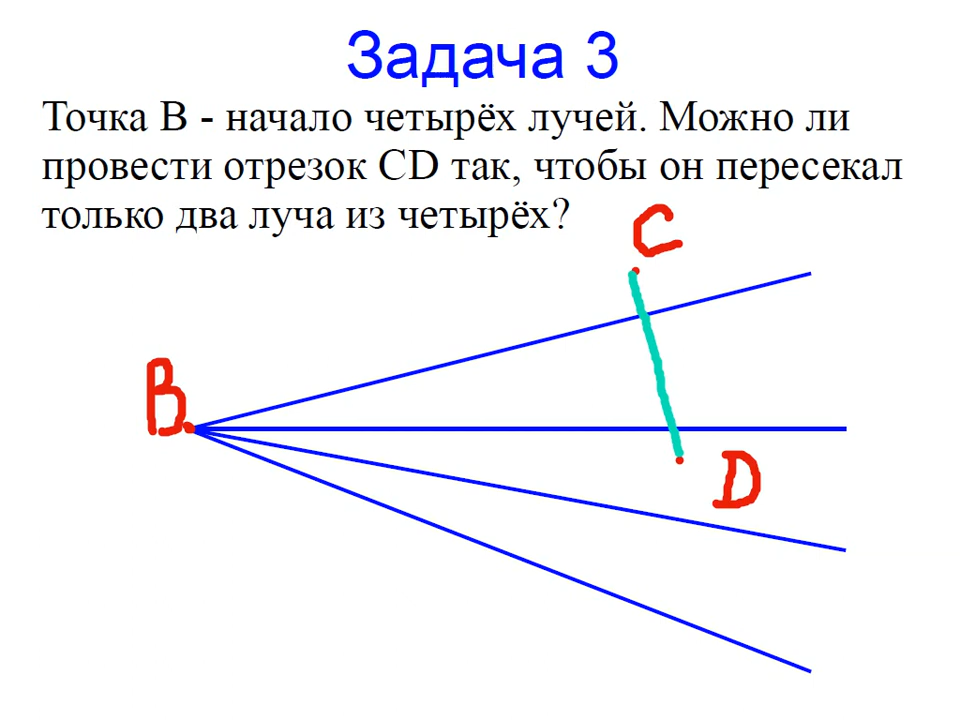 Задача 3
Точка В - начало четырёх лучей. Можно ли
провести отрезок CD так, чтобы он пересекал
только два луча из четырёх?
C
B
D